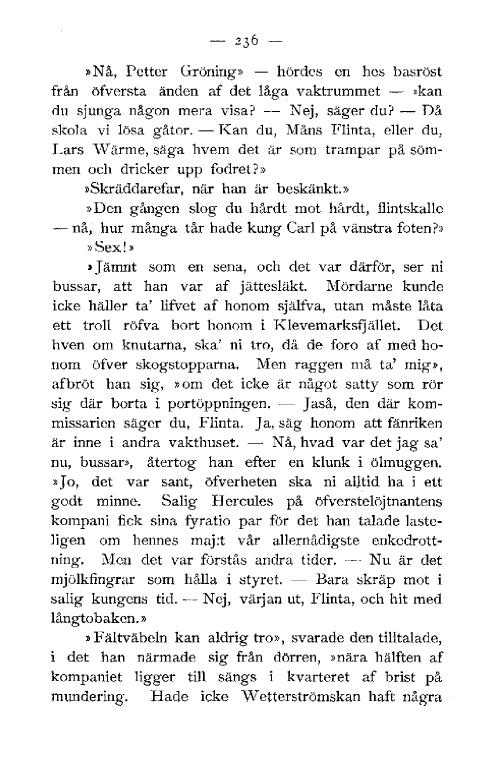 — 236 —
»Nå, Petter Gröning» — hördes en hes basröst
från öfversta änden af det låga vaktrummet — »kan
du sjunga någon mera visa? — Nej, säger du? — Då
skola vi lösa gåtor. — Kan du, Måns Flinta, eller du,
Lars Wärme, säga hvem det är som trampar på söm-
men och dricker upp fodret?»
»Skräddarefar, när han är beskänkt.»
»Den gången slog du hårdt mot hårdt, flintskalle
— nå, hur många tår hade kung Carl på vänstra foten?»
»Sex!»
»Jämnt som en sena, och det var därför, ser ni
bussar, att han var af jättesläkt. Mördarne kunde
icke häller ta' lifvet af honom själfva, utan måste låta
ett troll röfva bort honom i Klevemarksfjället. Det
hven om knutarna, ska' ni tro, då de foro af med ho-
nom öfver skogstopparna. Men raggen må ta' mig»,
afbröt han sig, »om det icke är något satty som rör
sig där borta i portöppningen. — Jaså, den där kom-
missarien säger du, Flinta. Ja, säg honom att fänriken
är inne i andra vakthuset. — Nå, hvad var det jag sa'
nu, bussar», återtog han efter en klunk i ölmuggen.
»Jo, det var sant, öfverheten ska ni alltid ha i ett
godt minne. Salig Hercules på öfverstelöjtnantens
kompani fick sina fyratio par för det han talade laste-
ligen om hennes maj:t vår allernådigste enkedrott-
ning. Men det var förstås andra tider. — Nu är det
mjölkfingrar som hålla i styret. — Bara skräp mot i
salig kungens tid. — Nej, värjan ut, Flinta, och hit med
långtobaken.»
»Fältväbeln kan aldrig tro», svarade den tilltalade,
i det han närmade sig från dörren, »nära hälften af
kompaniet ligger till sängs i kvarteret af brist på
mundering. Hade icke Wetterströmskan haft några